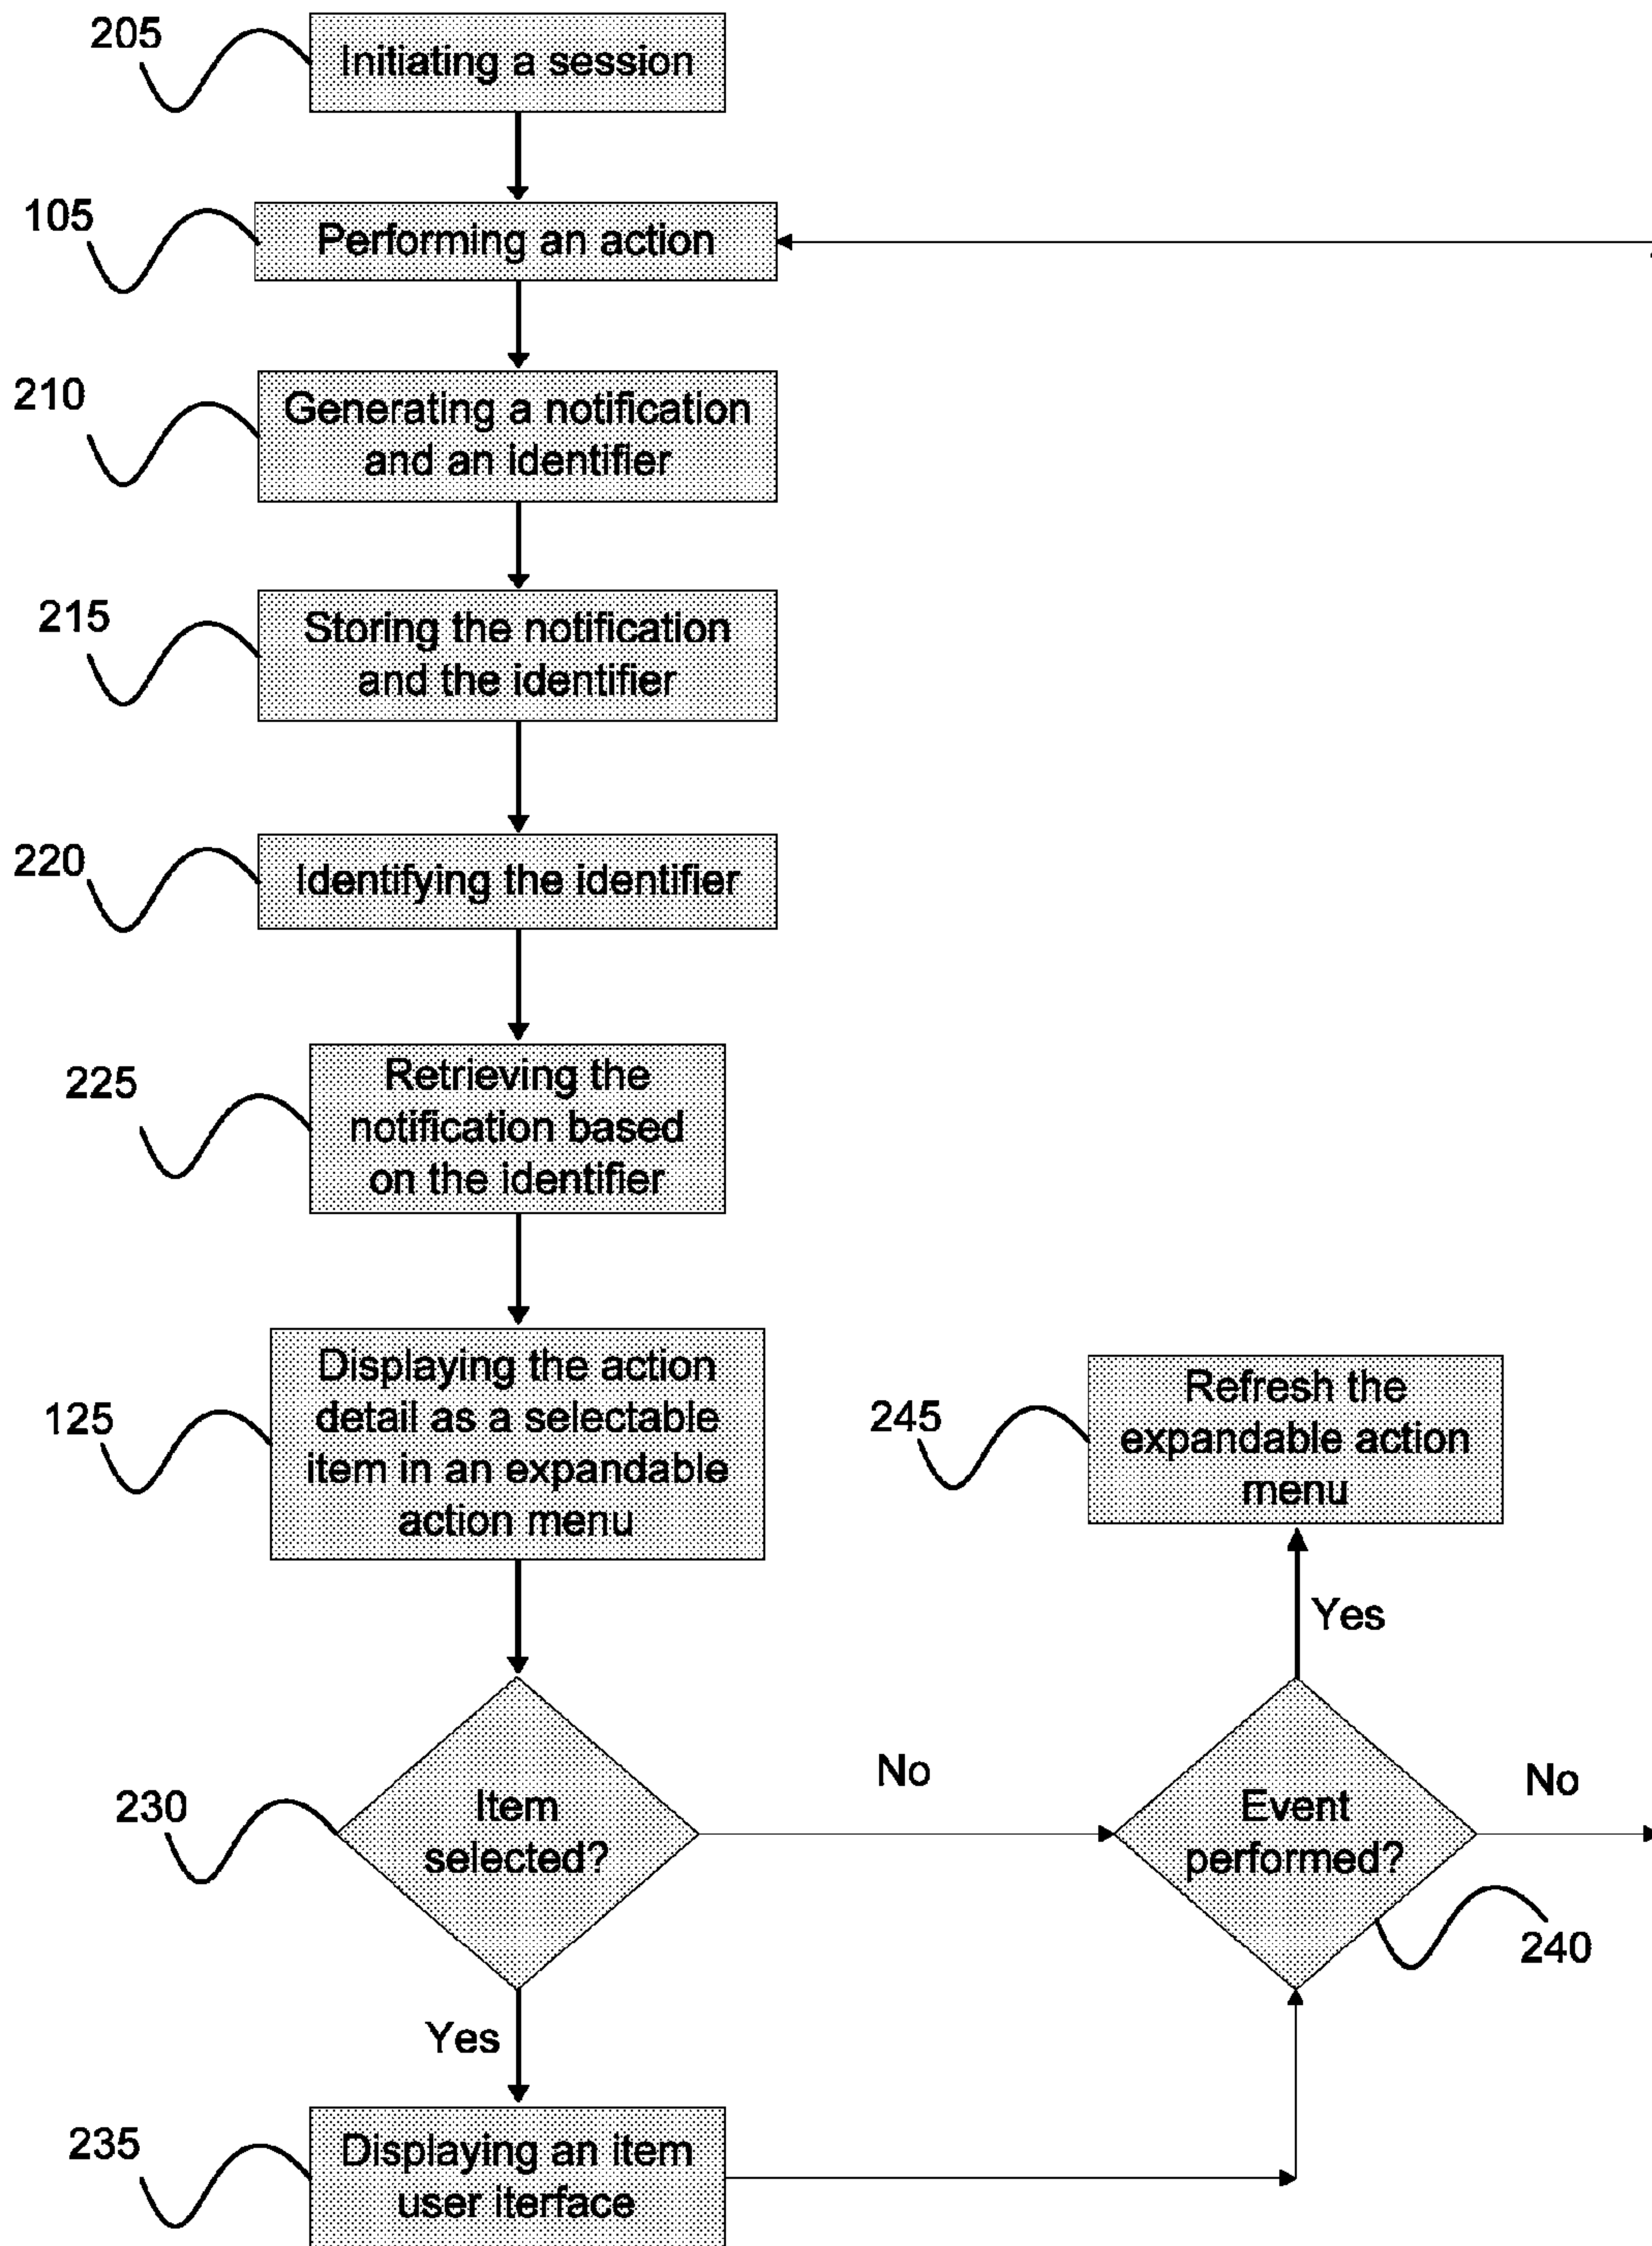 205
Initiating a session
105
Performing an action
210
Generating a notification
and an identifier
215
Storing the notification
and the identifier
220
Identifying the identifier
225
Retrieving the
notification based
on the identifier
125
Displaying the action
detail as a selectable
item in an expandable
action menu
245
Refresh the
expandable action
menu
Yes
230
Item
selected?
No
Event
performed?
No
240
Yes
235
Displaying an item
user iterface